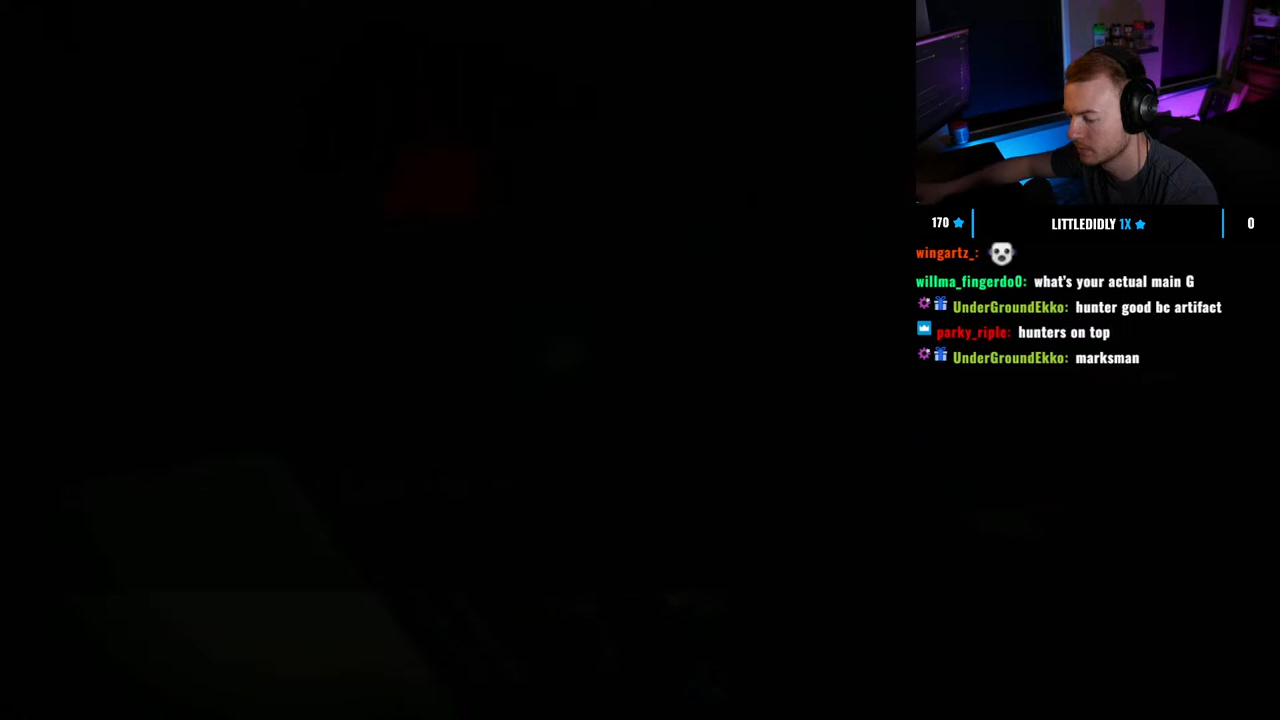 170
LITTLEDIDLY 1X
0
wingartz_:
willma_fingerdo0: what's your actual main G
UnderGroundEkko: hunter good bc artifact
parky_riple: hunters on top
UnderGroundEkko: marksman